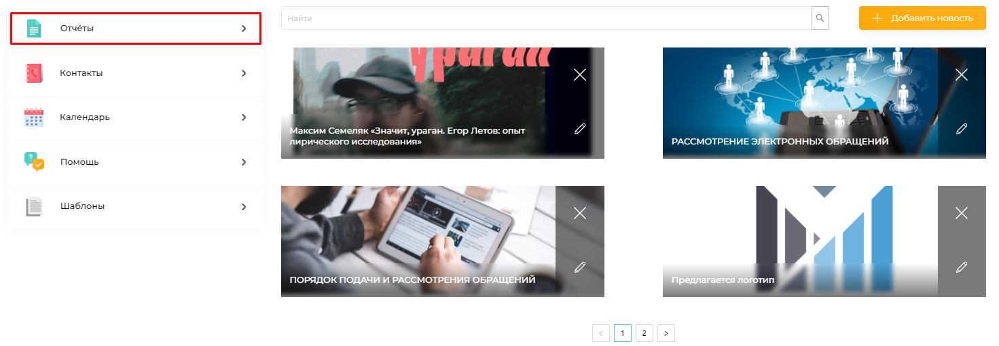 Отчёты
Контакты
Календарь
Помощь
Шаблоны
Найти
Добавить новость
ураган
Максим Семеляк «Значит, ураган. Егор Летов: опыт
лирического исследования»
РАССМОТРЕНИЕ ЭЛЕКТРОННЫХ ОБРАЩЕНИЙ
ПОРЯДОК ПОДАЧИ И РАССМОТРЕНИЯ ОБРАЩЕНИЙ
Предлагается логотип
< 1 2 >